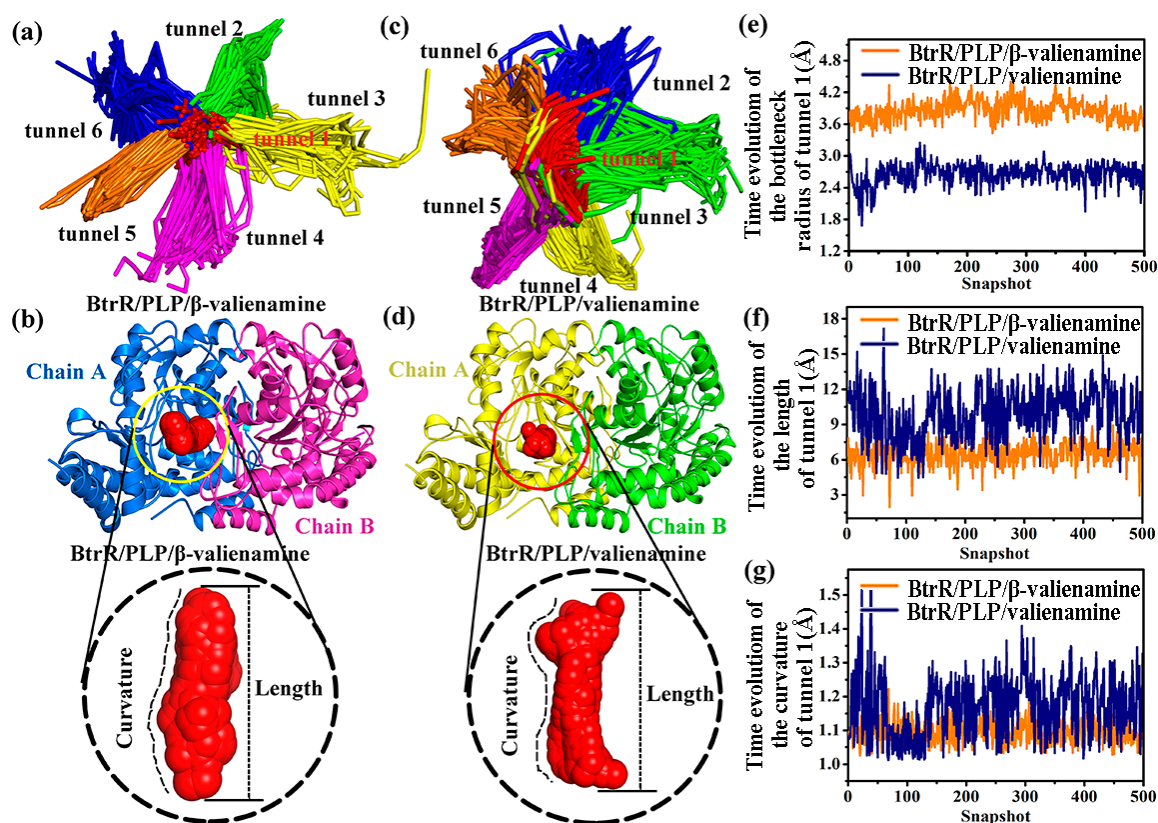 (a)
tunnel 2
tunnel 3
tunnel 1
tunnel 6
tunnel 5
tunnel 4
BtrR/PLP/β-valienamine
(b)
Chain A
Chain B
BtrR/PLP/β-valienamine
Curvature
Length
(c)
tunnel 6
tunnel 2
tunnel 1
tunnel 5
tunnel 3
tunnel 4
BtrR/PLP/valienamine
(d)
Chain A
Chain B
BtrR/PLP/valienamine
Curvature
Length
(e)
Time evolution of
the bottleneck
radius of tunnel 1(Å)
BtrR/PLP/β-valienamine
BtrR/PLP/valienamine
4.8
4.2
3.6
3.0
2.4
1.8
1.2
0 100 200 300 400 500
Snapshot
(f)
Time evolutiom of
the length
of tunnel 1(Å)
BtrR/PLP/β-valienamine
BtrR/PLP/valienamine
18
15
12
9
6
3
0 100 200 300 400 500
Snapshot
(g)
Time evolutiom of
the curvature
of tunnel 1(Å)
BtrR/PLP/β-valienamine
BtrR/PLP/valienamine
1.5
1.4
1.3
1.2
1.1
1.0
0 100 200 300 400 500
Snapshot